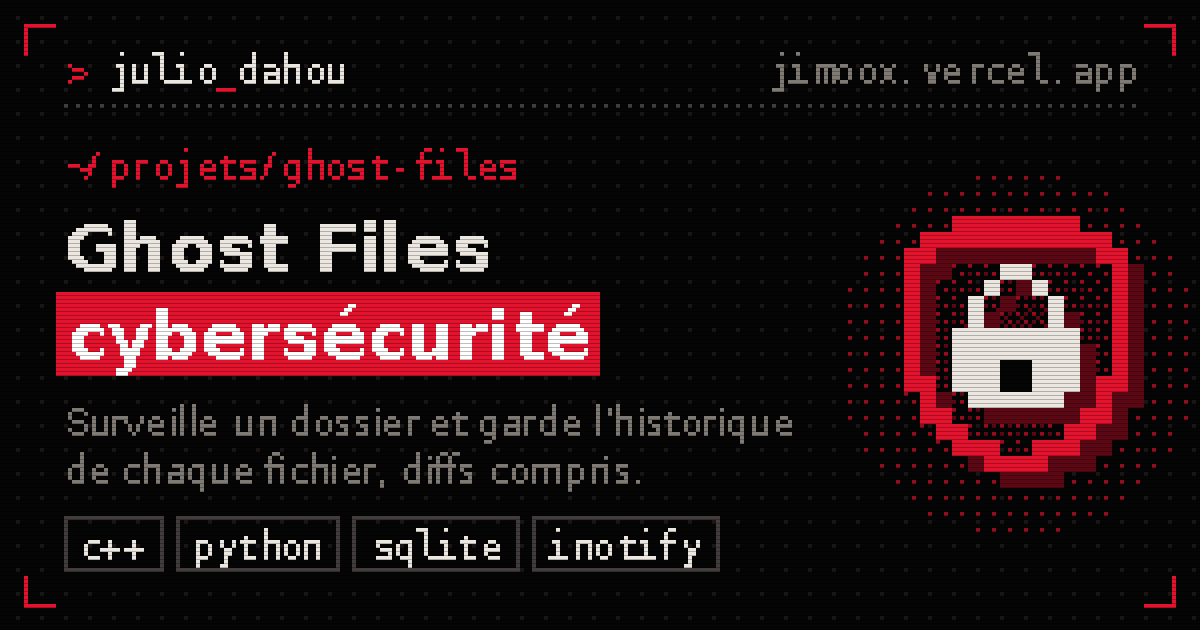 > julio_dahou
jimoox.vercel.app
~/projets/ghost-files
Ghost Files
cybersécurité
Surveille un dossier et garde l'historique
de chaque fichier, diffs compris.
c++ python sqlite inotify